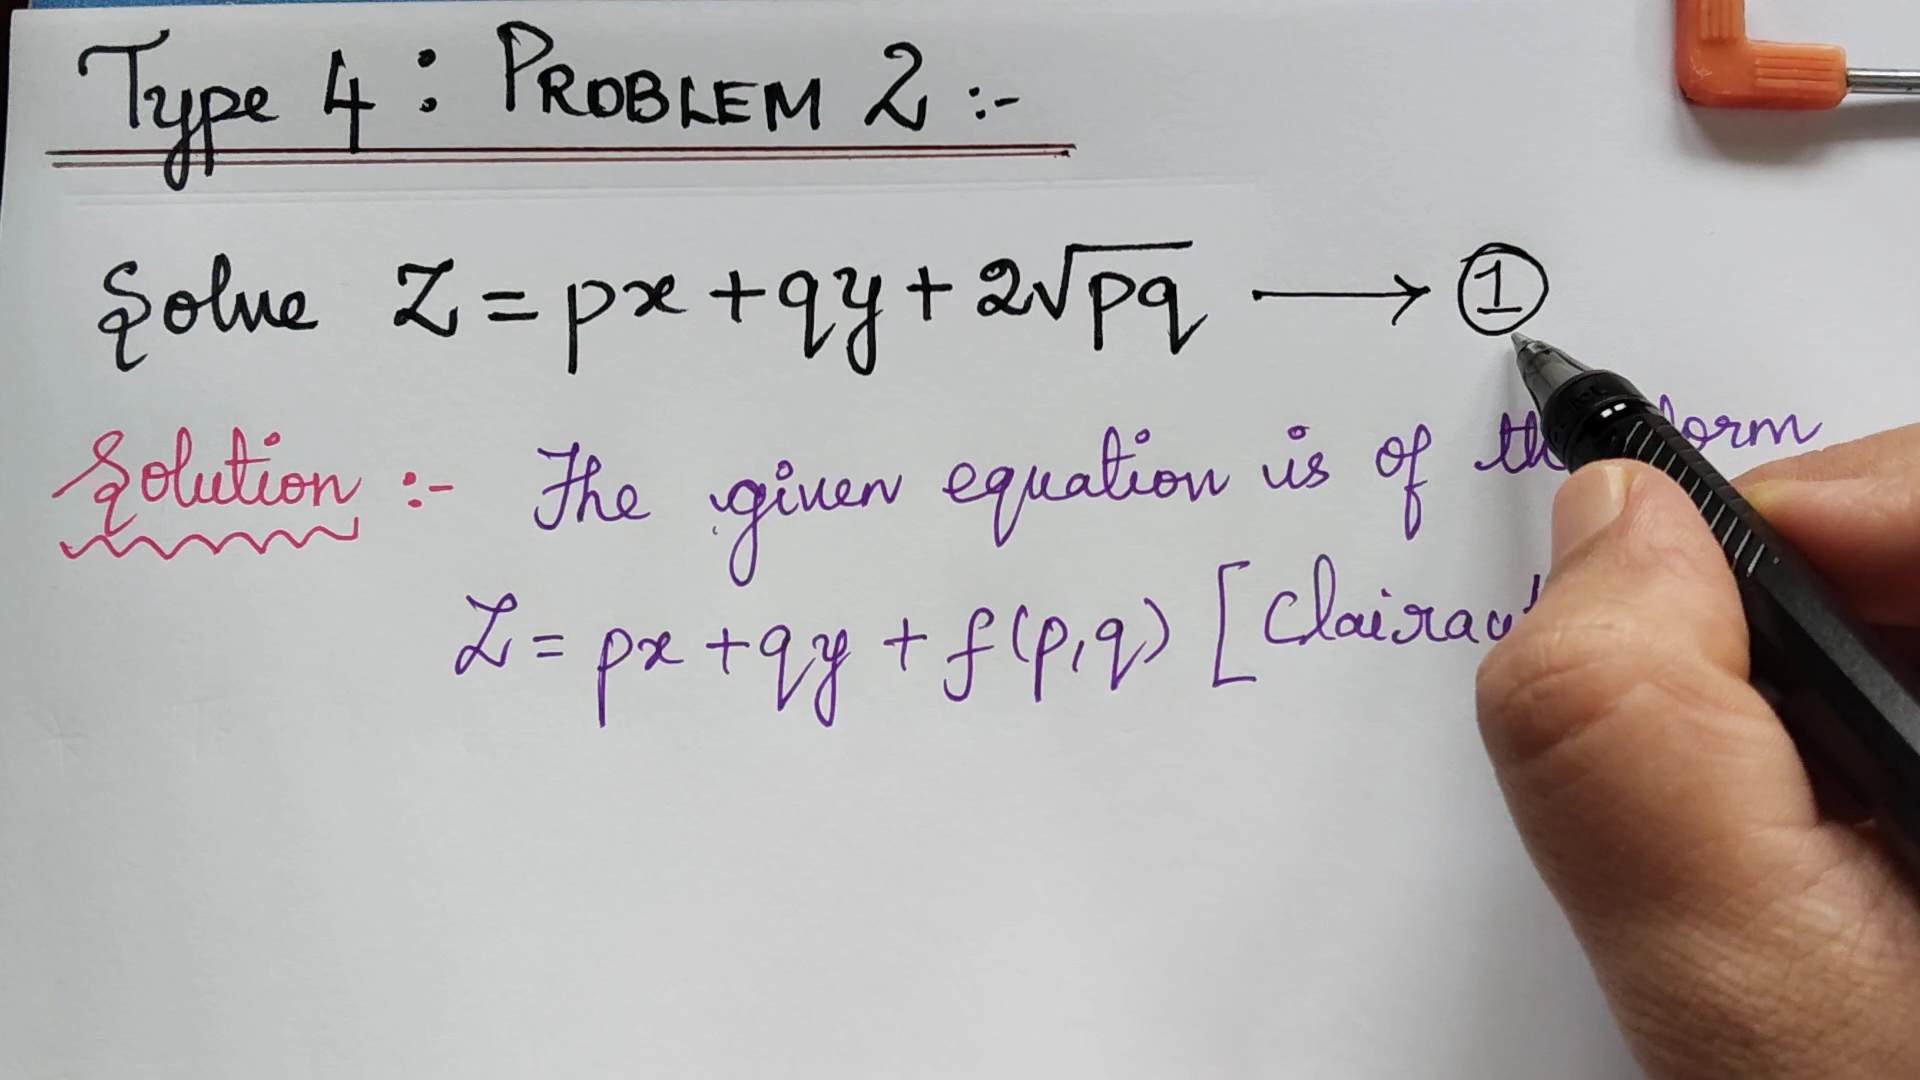 Type 4 : PROBLEM 2 :-
Solve Z = px + qy + 2√pq ⟶ ①
Solution :- The given equation is of
Z = px + qy + f(p,q) [